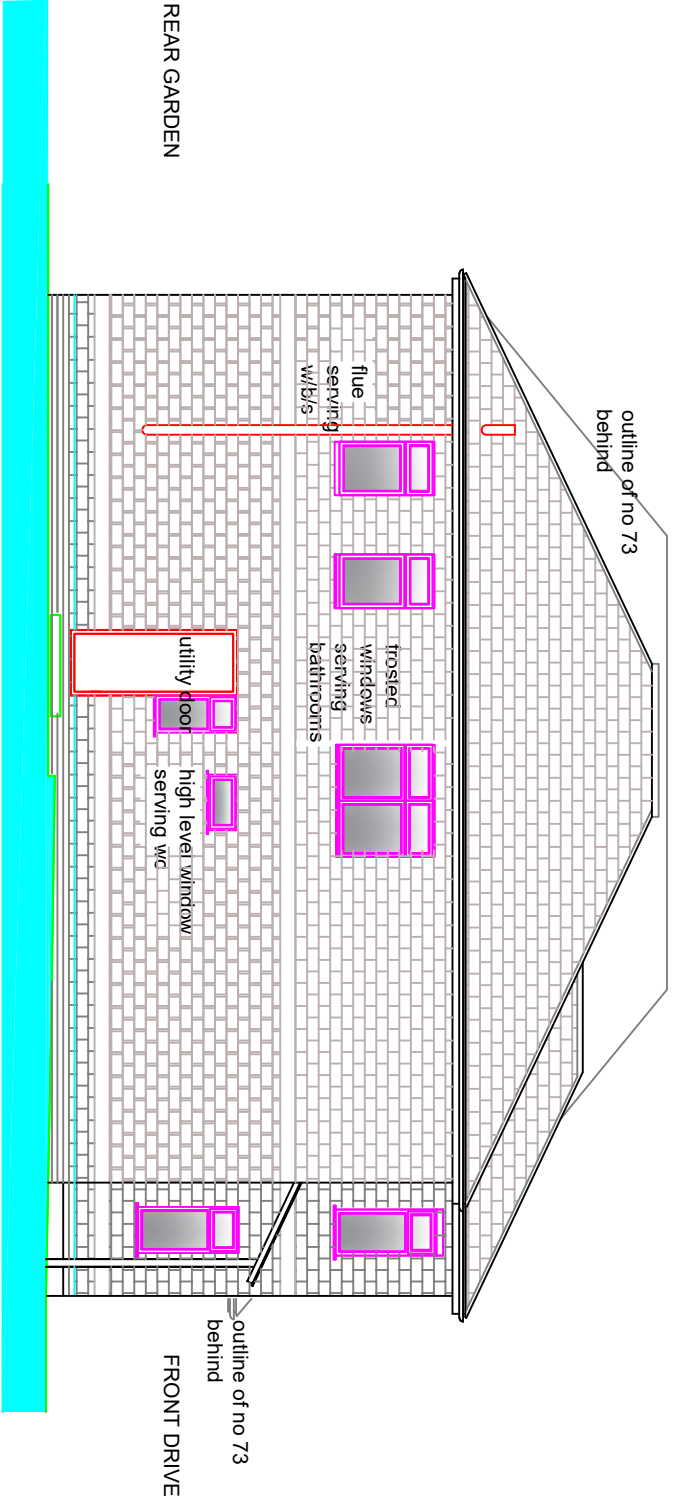 REAR GARDEN
outline of no 73
behind
flue
serving
w/b/s
frosted
windows
serving
bathrooms
utility door
high level window
serving wc
outline of no 73
behind
FRONT DRIVE